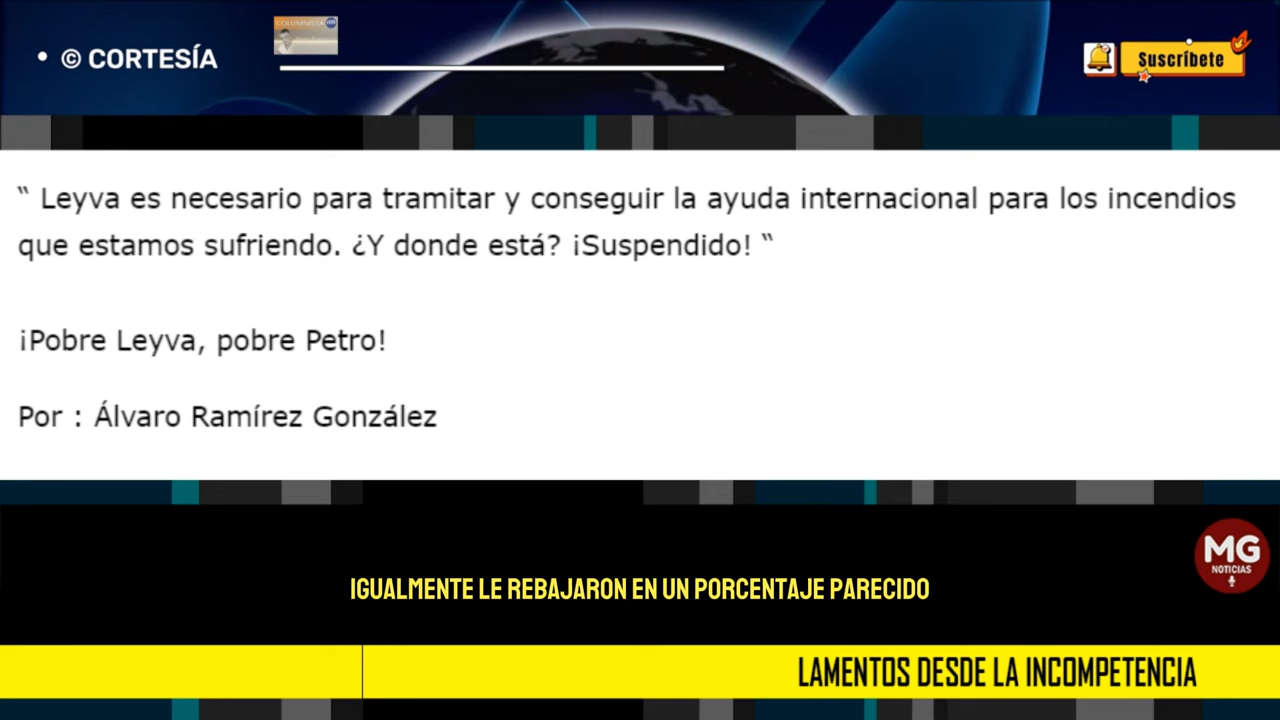 • © CORTESÍA
COLUMNISTA
Suscríbete
“ Leyva es necesario para tramitar y conseguir la ayuda internacional para los incendios
que estamos sufriendo. ¿Y donde está? ¡Suspendido! “
¡Pobre Leyva, pobre Petro!
Por : Álvaro Ramírez González
MG
NOTICIAS
IGUALMENTE LE REBAJARON EN UN PORCENTAJE PARECIDO
LAMENTOS DESDE LA INCOMPETENCIA